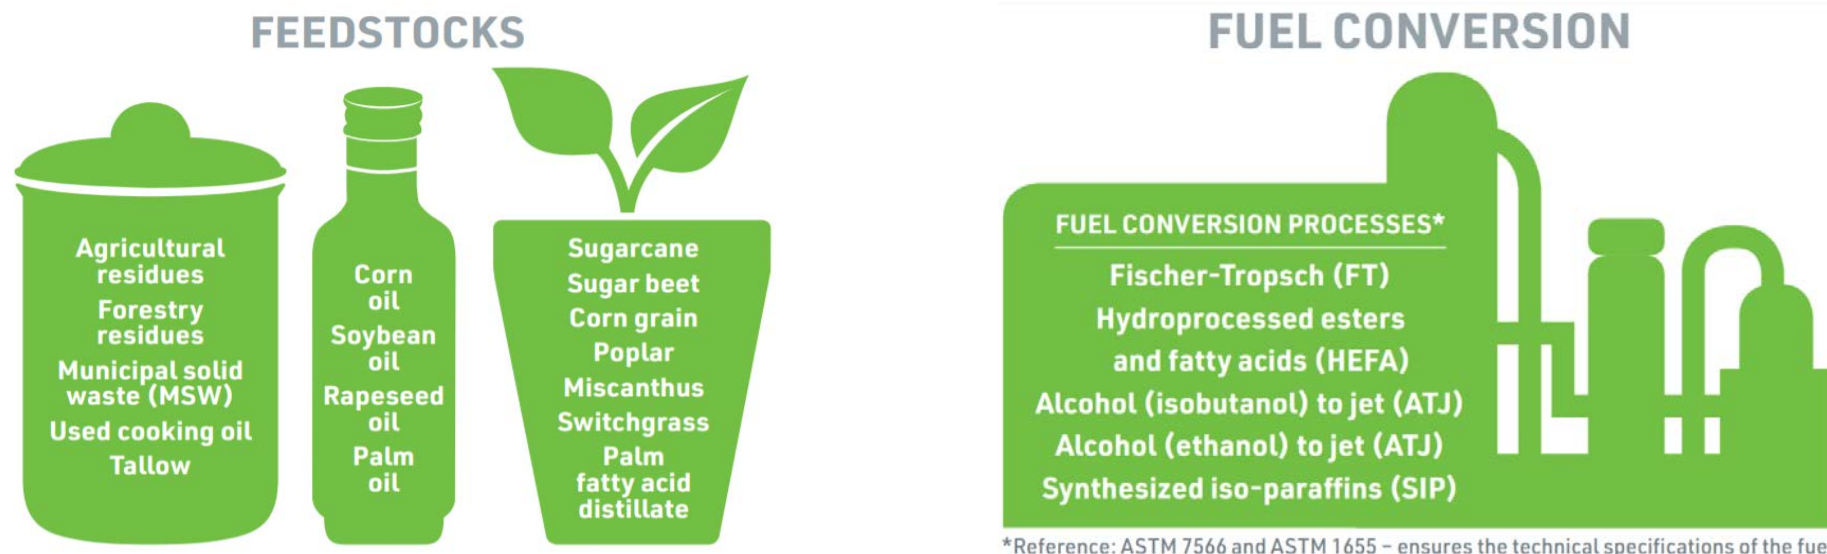 FEEDSTOCKS
Agricultural
residues
Forestry
residues
Municipal solid
waste (MSW)
Used cooking oil
Tallow
Corn
oil
Soybean
oil
Rapeseed
oil
Palm
oil
Sugarcane
Sugar beet
Corn grain
Poplar
Miscanthus
Switchgrass
Palm
fatty acid
distillate
FUEL CONVERSION
FUEL CONVERSION PROCESSES*
Fischer-Tropsch (FT)
Hydroprocessed esters
and fatty acids (HEFA)
Alcohol (isobutanol) to jet (ATJ)
Alcohol (ethanol) to jet (ATJ)
Synthesized iso-paraffins (SIP)
*Reference: ASTM 7566 and ASTM 1655 – ensures the technical specifications of the